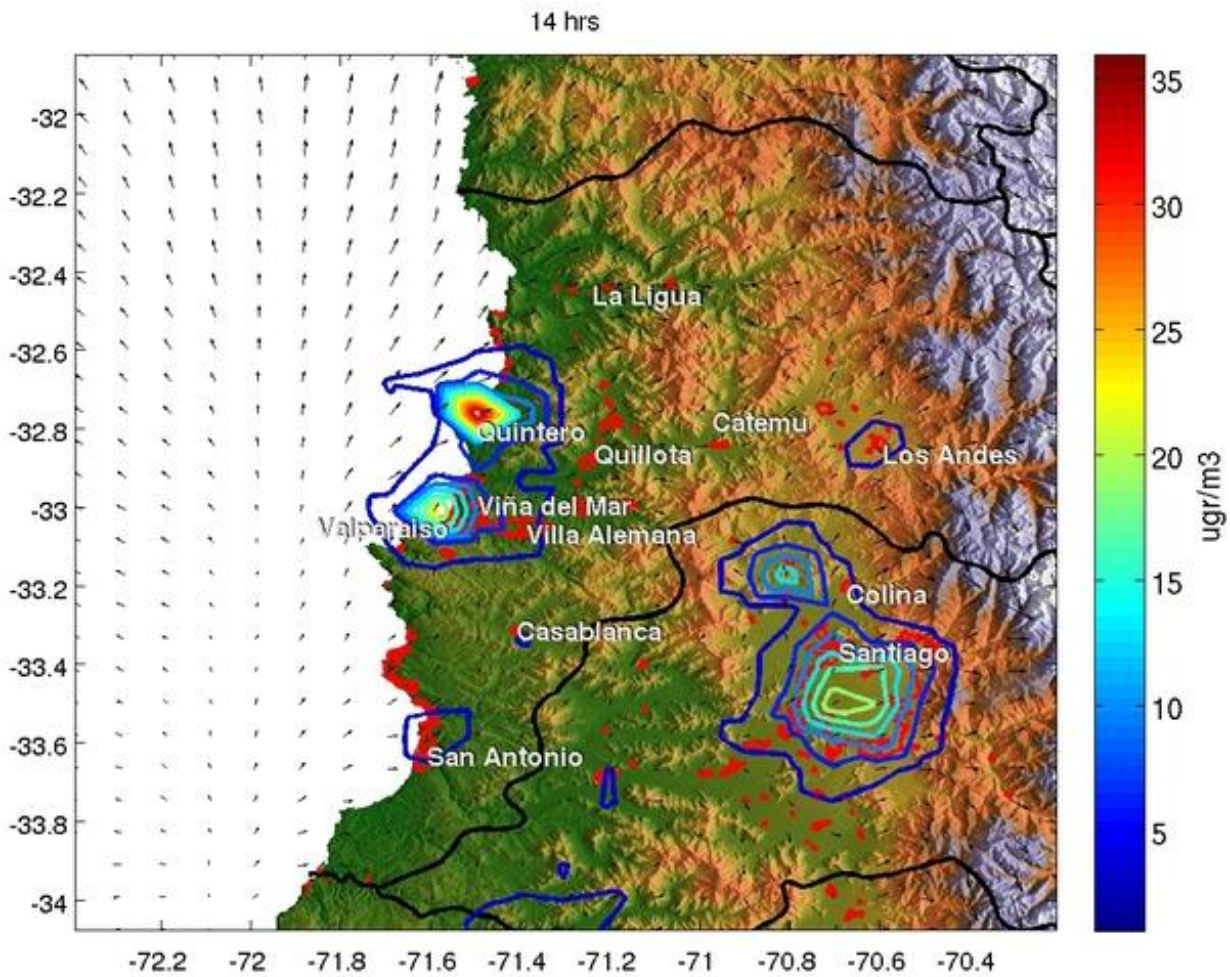 14 hrs
-32
-32.2
-32.4
-32.6
-32.8
-33
-33.2
-33.4
-33.6
-33.8
-34
La Ligua
Catemu
Quintero
Quillota
Los Andes
Viña del Mar
Valparaiso
Villa Alemana
Colina
Casablanca
Santiago
San Antonio
-72.2
-72
-71.8
-71.6
-71.4
-71.2
-71
-70.8
-70.6
-70.4
35
30
25
20
15
10
5
ugr/m3